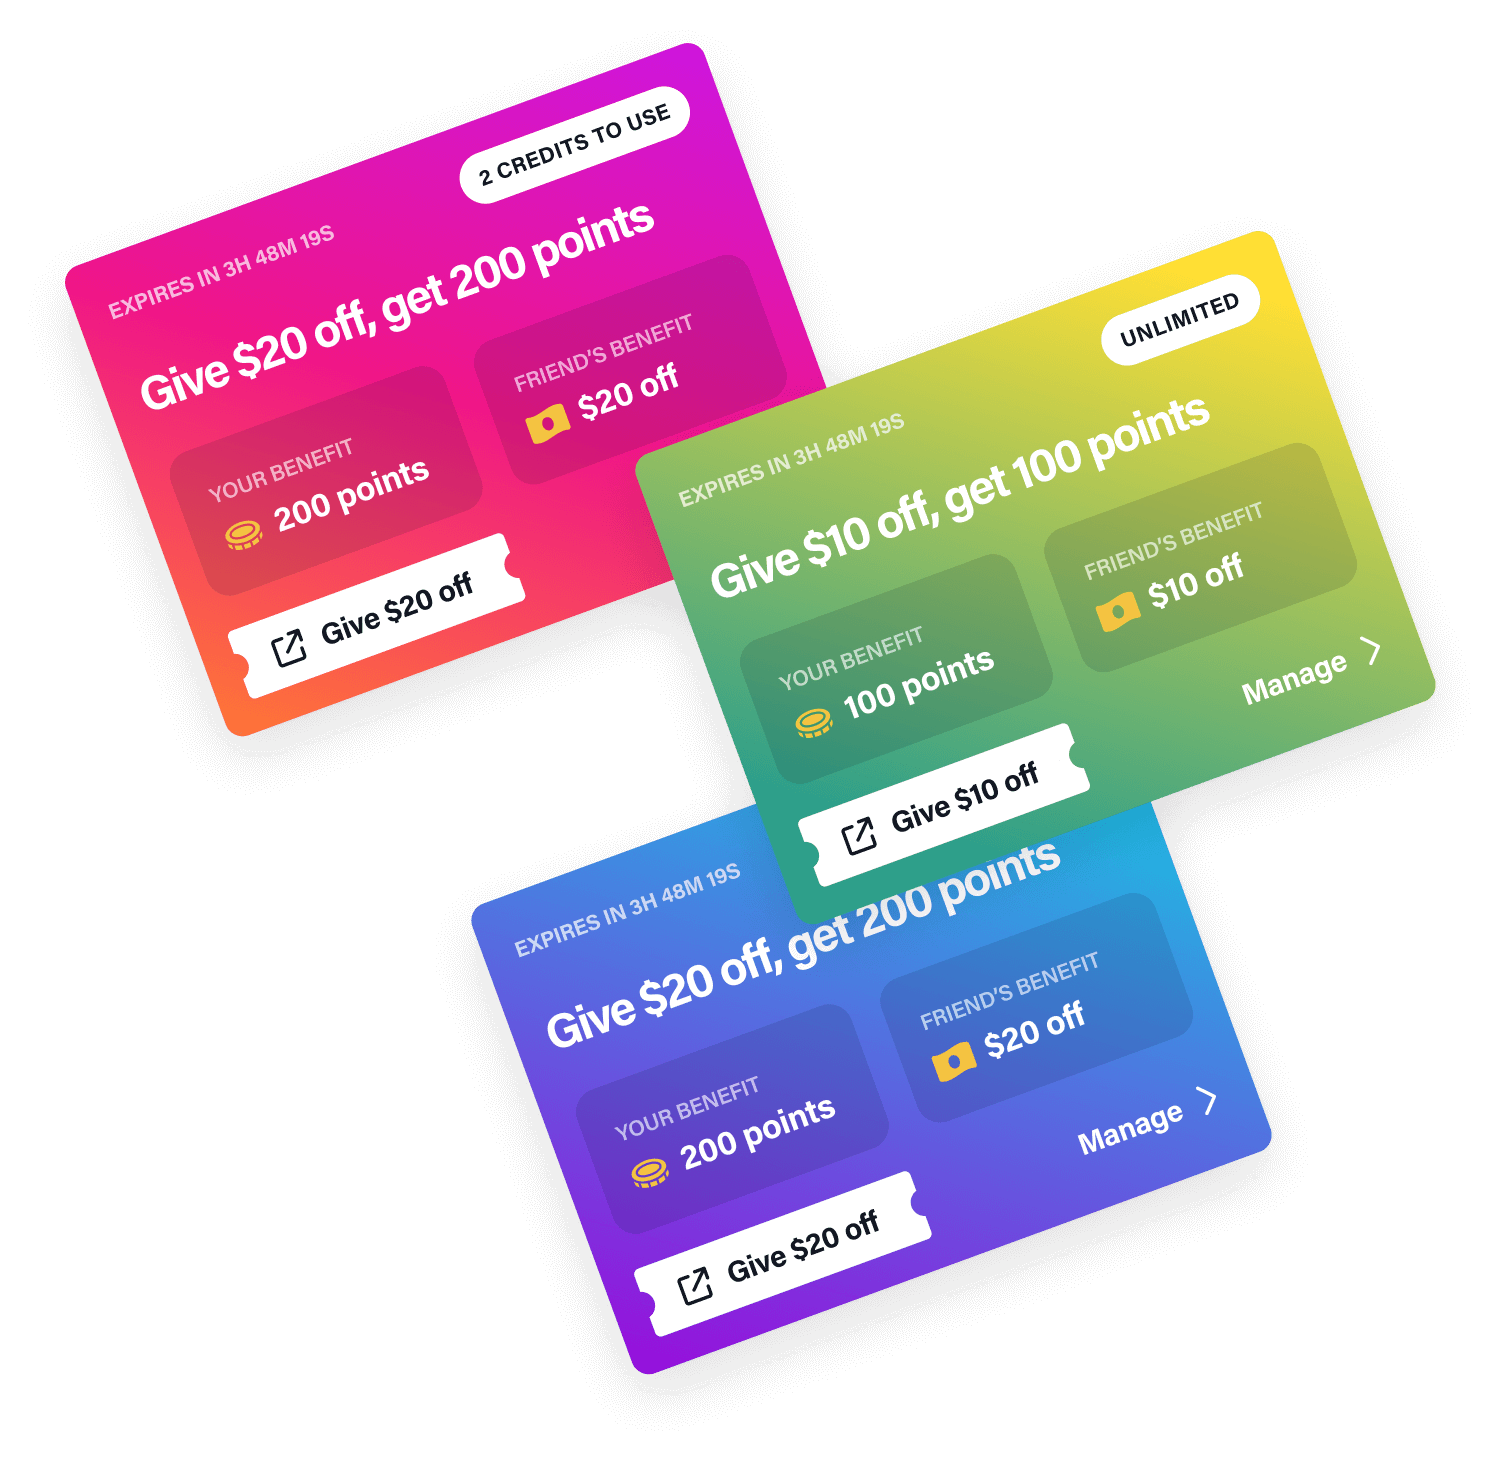 2 CREDITS TO USE
EXPIRES IN 3H 48M 19S
Give $20 off, get 200 points
YOUR BENEFIT
200 points
FRIEND'S BENEFIT
$20 off
Give $20 off
UNLIMITED
EXPIRES IN 3H 48M 19S
Give $10 off, get 100 points
YOUR BENEFIT
100 points
FRIEND'S BENEFIT
$10 off
Give $10 off
Manage
EXPIRES IN 3H 48M 19S
Give $20 off, get 200 points
YOUR BENEFIT
200 points
FRIEND'S BENEFIT
$20 off
Give $20 off
Manage